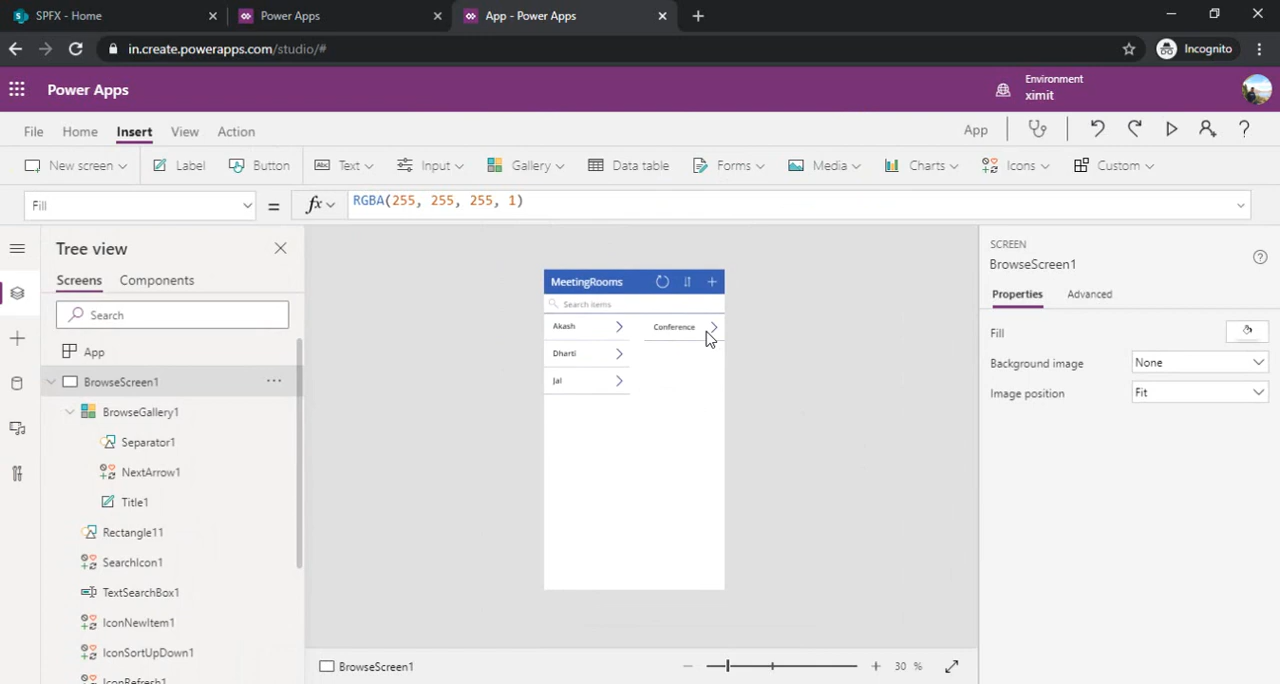 SPFX - Home
Power Apps
App - Power Apps
in.create.powerapps.com/studio/#
Incognito
Power Apps
Environment
ximit
File
Home
Insert
View
Action
App
New screen
Label
Button
Text
Input
Gallery
Data table
Forms
Media
Charts
Icons
Custom
Fill
=
fx
RGBA(255, 255, 255, 1)
Tree view
Screens
Components
Search
App
BrowseScreen1
BrowseGallery1
Separator1
NextArrow1
Title1
Rectangle11
SearchIcon1
TextSearchBox1
IconNewItem1
IconSortUpDown1
IconRefresh1
MeetingRooms
Search items
Akash
Conference
Dharti
Jal
BrowseScreen1
30 %
SCREEN
BrowseScreen1
Properties
Advanced
Fill
Background image
None
Image position
Fit